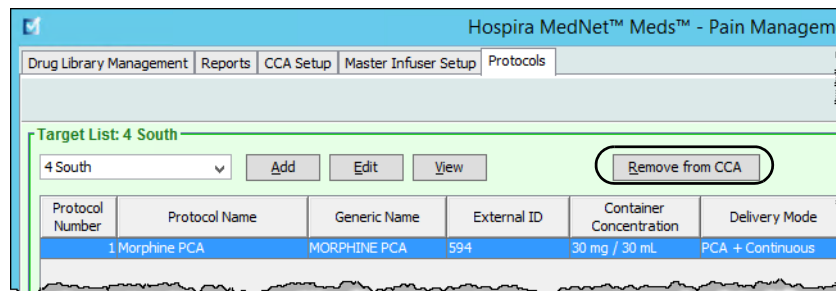 Hospira MedNet™ Meds™ - Pain Managem
Drug Library Management Reports CCA Setup Master Infuser Setup Protocols
Target List: 4 South
4 South Add Edit View Remove from CCA
Protocol Number Protocol Name Generic Name External ID Container Concentration Delivery Mode
1 Morphine PCA MORPHINE PCA 594 30 mg / 30 mL PCA + Continuous